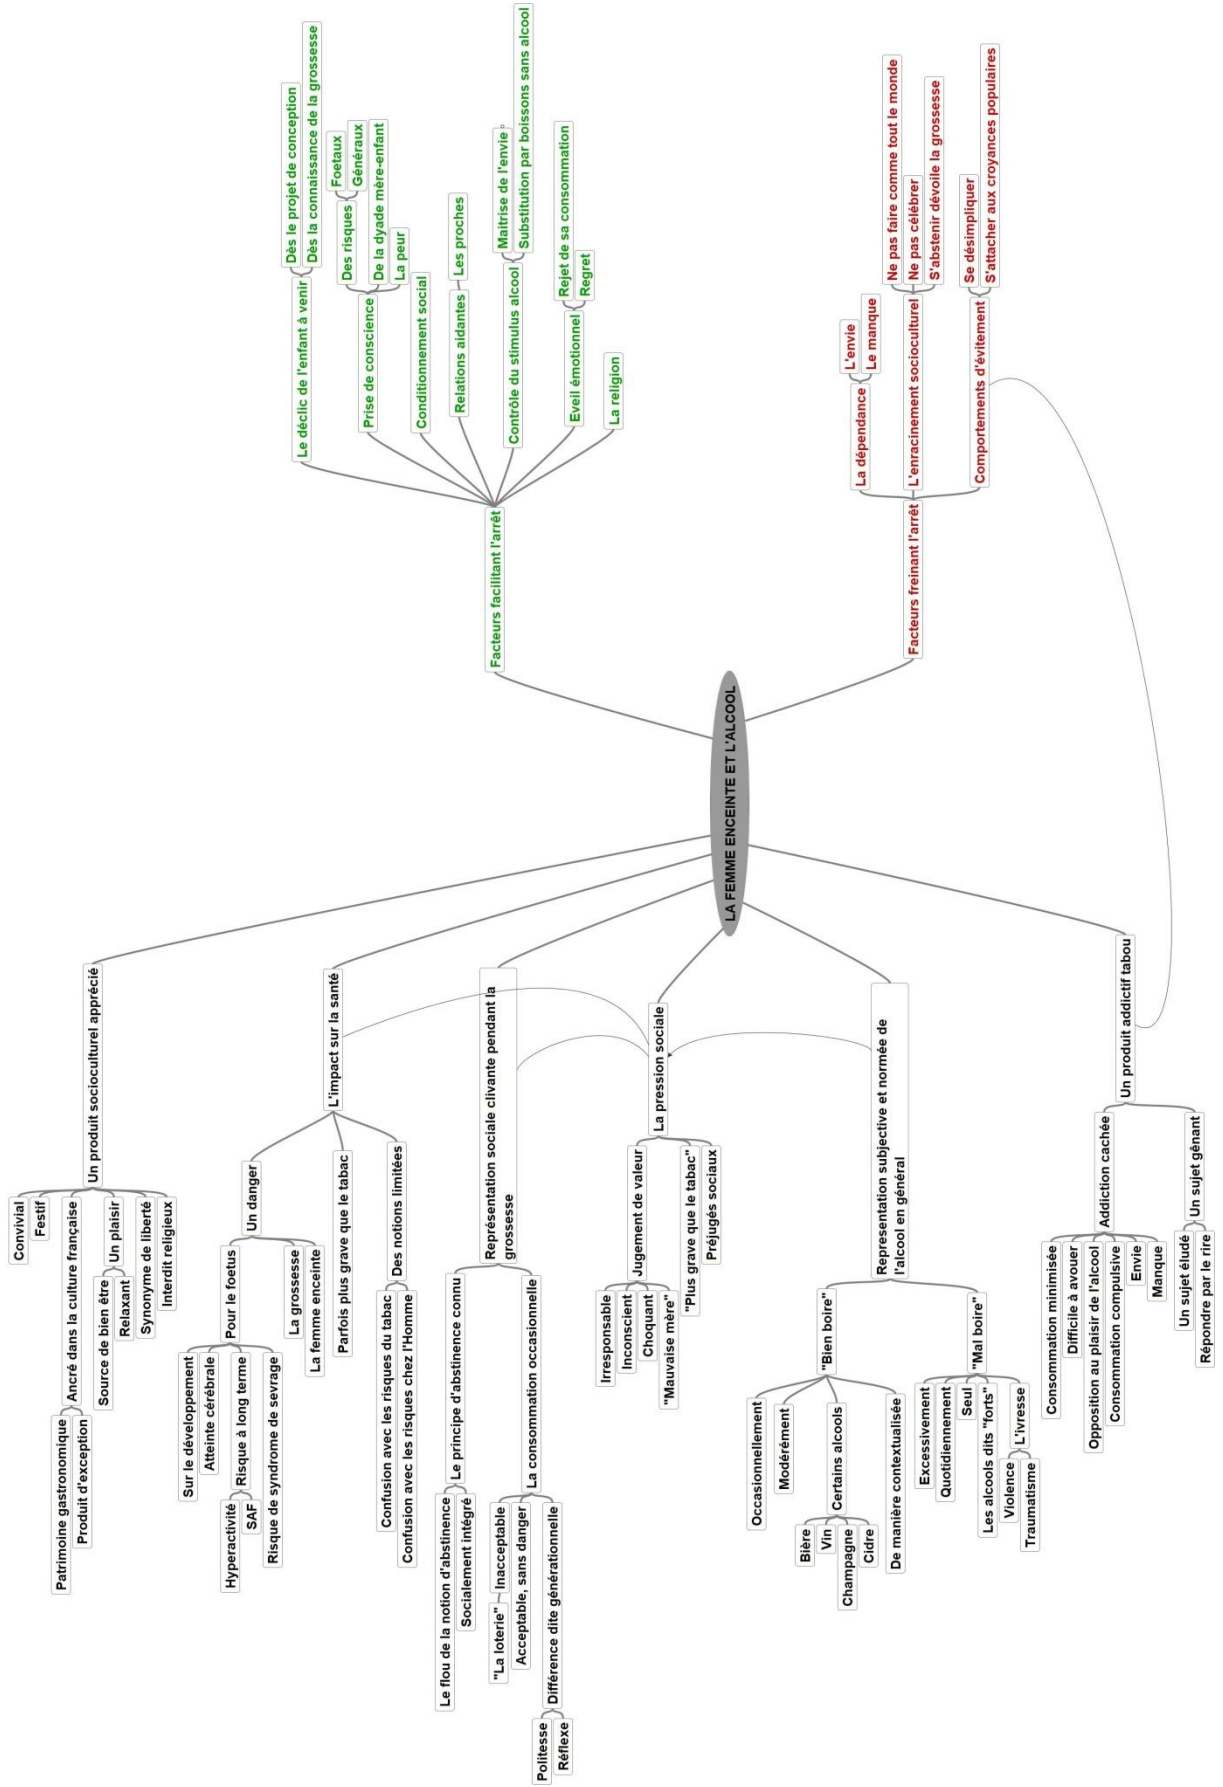 LA FEMME ENCEINTE ET L'ALCOOL
Un produit socioculturel apprécié
Convivial
Festif
Ancré dans la culture française
Patrimoine gastronomique
Produit d'exception
Un plaisir
Source de bien être
Relaxant
Synonyme de liberté
Interdit religieux
L'impact sur la santé
Un danger
Pour le foetus
Sur le développement
Atteinte cérébrale
Risque à long terme
Hyperactivité
SAF
Risque de syndrome de sevrage
La grossesse
La femme enceinte
Parfois plus grave que le tabac
Des notions limitées
Confusion avec les risques du tabac
Confusion avec les risques chez l'Homme
Représentation sociale clivante pendant la
grossesse
Le principe d'abstinence connu
Le flou de la notion d'abstinence
Socialement intégré
La consommation occasionnelle
Inacceptable
"La loterie"
Acceptable, sans danger
Différence dite générationnelle
Politesse
Réflexe
La pression sociale
Jugement de valeur
Irresponsable
Inconscient
Choquant
"Mauvaise mère"
"Plus grave que le tabac"
Préjugés sociaux
Representation subjective et normée de
l'alcool en général
"Bien boire"
Occasionnellement
Modérément
Certains alcools
Bière
Vin
Champagne
Cidre
De manière contextualisée
"Mal boire"
Excessivement
Quotidiennement
Seul
Les alcools dits "forts"
L'ivresse
Violence
Traumatisme
Un produit addictif tabou
Addiction cachée
Consommation minimisée
Difficile à avouer
Opposition au plaisir de l'alcool
Consommation compulsive
Envie
Manque
Un sujet gênant
Un sujet éludé
Répondre par le rire
Facteurs facilitant l'arrêt
Le déclic de l'enfant à venir
Dès le projet de conception
Dès la connaissance de la grossesse
Prise de conscience
Des risques
Foetaux
Généraux
De la dyade mère-enfant
La peur
Conditionnement social
Relations aidantes
Les proches
Contrôle du stimulus alcool
Maitrise de l'envie
Substitution par boissons sans alcool
Eveil émotionnel
Rejet de sa consommation
Regret
La religion
Facteurs freinant l'arrêt
La dépendance
L'envie
Le manque
L'enracinement socioculturel
Ne pas faire comme tout le monde
Ne pas célébrer
S'abstenir dévoile la grossesse
Comportements d'évitement
Se désimpliquer
S'attacher aux croyances populaires